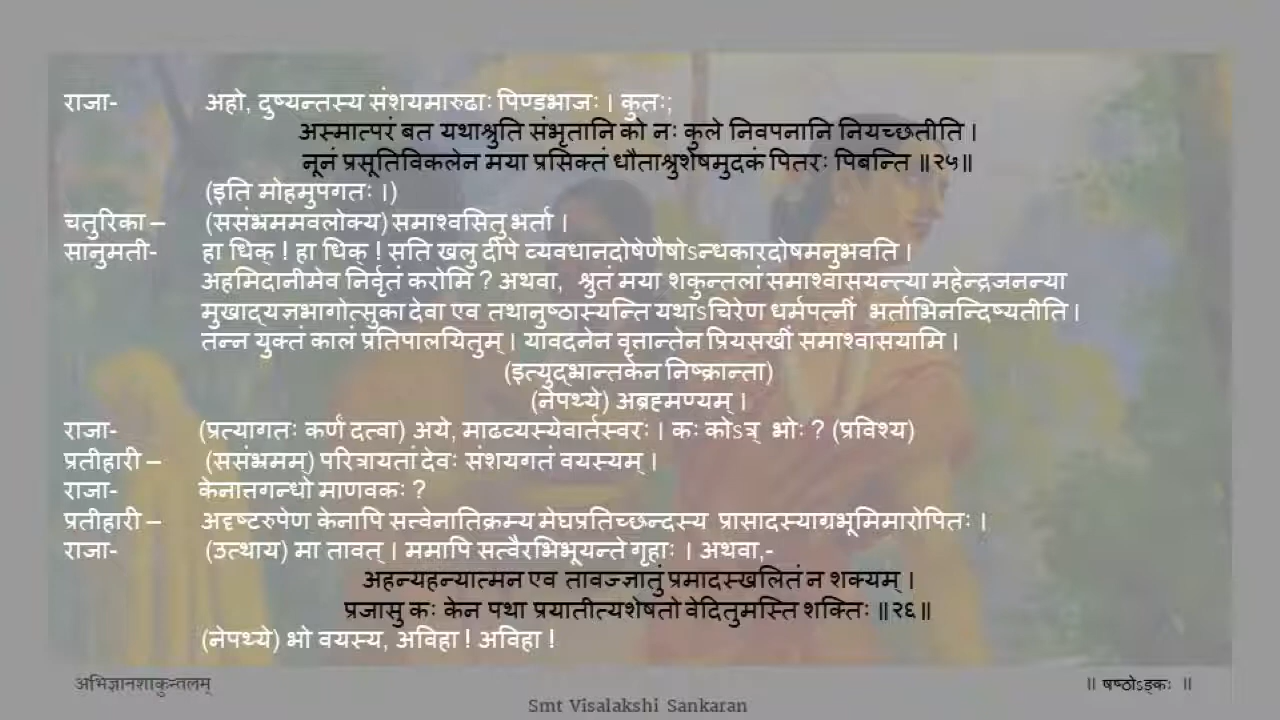 राजा- अहो, दुष्यन्तस्य संशयमारुढाः पिण्डभाजः । कुतः;
अस्मात्परं बत यथाश्रुति संभृतानि को नः कुले निवपनानि नियच्छतीति ।
नूनं प्रसूतिविकलेन मया प्रसिक्तं धौताश्रुशेषमुदकं पितरः पिबन्ति ॥२५॥
(इति मोहमुपगतः ।)
चतुरिका – (ससंभ्रममवलोक्य) समाश्वसितु भर्ता ।
सानुमती- हा धिक् ! हा धिक् ! सति खलु दीपे व्यवधानदोषेणैषोऽन्धकारदोषमनुभवति ।
अहमिदानीमेव निर्वृतं करोमि ? अथवा, श्रुतं मया शकुन्तलां समाश्वासयन्त्या महेन्द्रजनन्या
मुखाद्यज्ञभागोत्सुका देवा एव तथानुष्ठास्यन्ति यथाऽचिरेण धर्मपत्नीं भर्ताभिनन्दिष्यतीति ।
तन्न युक्तं कालं प्रतिपालयितुम् । यावदनेन वृत्तान्तेन प्रियसखीं समाश्वासयामि ।
(इत्युद्भ्रान्तकेन निष्क्रान्ता)
(नेपथ्ये) अब्रह्मण्यम् ।
राजा- (प्रत्यागतः कर्णं दत्वा) अये, माढव्यस्येवार्तस्वरः । कः कोऽत्र् भोः ? (प्रविश्य)
प्रतीहारी – (ससंभ्रमम्) परित्रायतां देवः संशयगतं वयस्यम् ।
राजा- केनात्तगन्धो माणवकः ?
प्रतीहारी – अदृष्टरुपेण केनापि सत्त्वेनातिक्रम्य मेघप्रतिच्छन्दस्य प्रासादस्याग्रभूमिमारोपितः ।
राजा- (उत्थाय) मा तावत् । ममापि सत्वैरभिभूयन्ते गृहाः । अथवा,-
अहन्यहन्यात्मन एव तावज्ज्ञातुं प्रमादस्खलितं न शक्यम् ।
प्रजासु कः केन पथा प्रयातीत्यशेषतो वेदितुमस्ति शक्तिः ॥२६॥
(नेपथ्ये) भो वयस्य, अविहा ! अविहा !
अभिज्ञानशाकुन्तलम् ॥ षष्ठोऽङ्कः ॥
Smt Visalakshi Sankaran